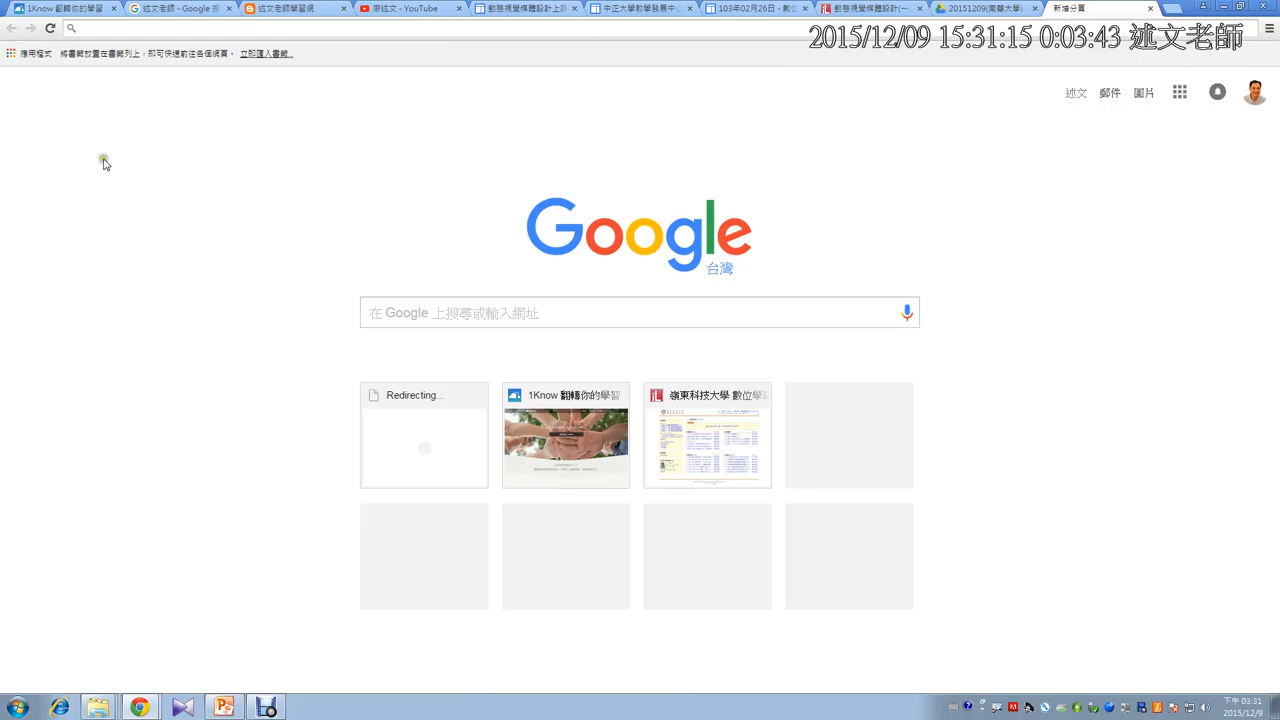 1Know 翻轉你的學習
述文老師 - Google 搜
述文老師學習網
廖述文 - YouTube
動態視覺媒體設計上課
中正大學教學發展中心
103年02月26日 - 數位
動態視覺媒體設計(一
20151209(南華大學)
新增分頁
2015/12/09 15:31:15 0:03:43 述文老師
應用程式 將書籤放置在書籤列上，即可快速前往各個網頁。 立即匯入書籤...
述文 郵件 圖片
Google
台灣
在 Google 上搜尋或輸入網址
Redirecting...
1Know 翻轉你的學習
嶺東科技大學 數位學習
下午 03:31
2015/12/9